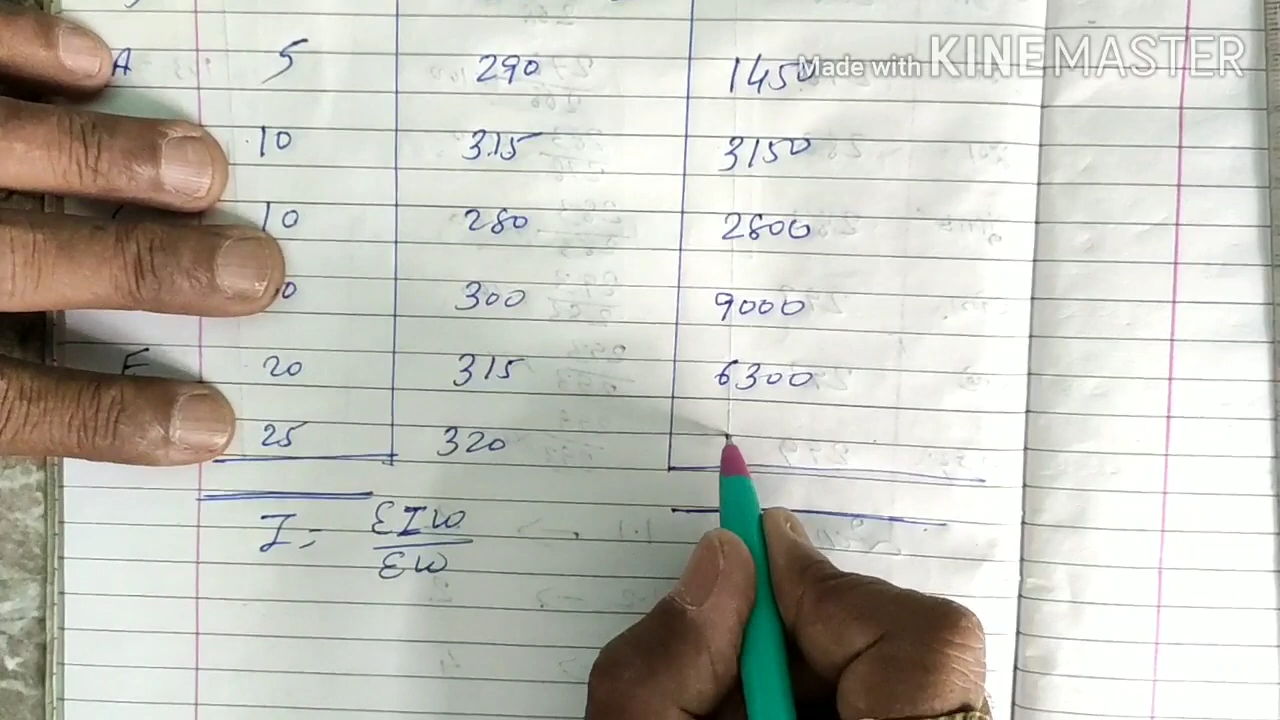 Made with KINEMASTER
A 5 290 1450
10 315 3150
10 280 2800
300 9000
20 315 6300
25 320
I = ΣIW
ΣW